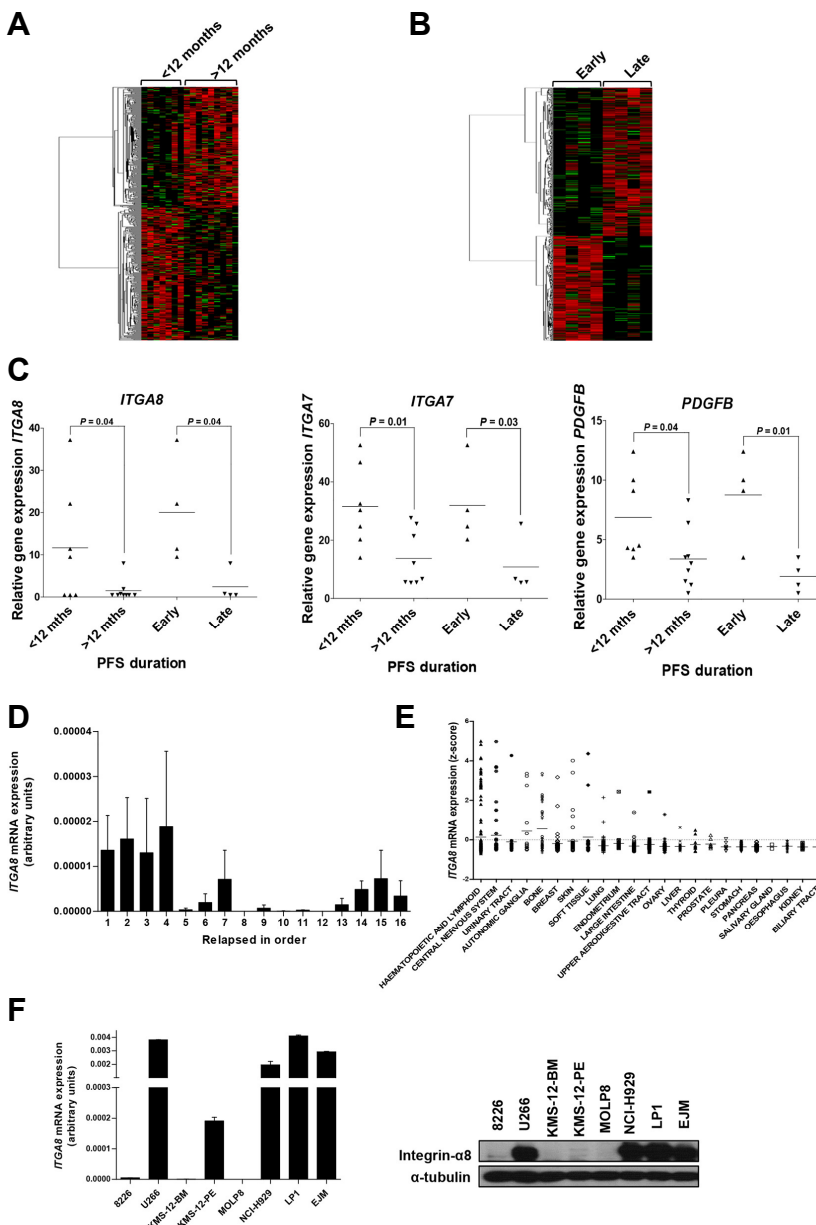 A
<12 months
>12 months
B
Early
Late
C
ITGA8
Relative gene expression ITGA8
40
30
20
10
0
P = 0.04
P = 0.04
<12 mths
>12 mths
Early
Late
PFS duration
ITGA7
Relative gene expression ITGA7
60
40
20
0
P = 0.01
P = 0.03
<12 mths
>12 mths
Early
Late
PFS duration
PDGFB
Relative gene expression PDGFB
15
10
5
0
P = 0.04
P = 0.01
<12 mths
>12 mths
Early
Late
PFS duration
D
ITGA8 mRNA expression
(arbitrary units)
0.00004
0.00003
0.00002
0.00001
0.00000
1 2 3 4 5 6 7 8 9 10 11 12 13 14 15 16
Relapsed in order
E
ITGA8 mRNA expression (z-score)
6
4
2
0
-2
HAEMATOPOIETIC AND LYMPHOID
CENTRAL NERVOUS SYSTEM
URINARY TRACT
AUTONOMIC GANGLIA
BONE
BREAST
SKIN
SOFT TISSUE
LUNG
ENDOMETRIUM
LARGE INTESTINE
UPPER AERODIGESTIVE TRACT
OVARY
LIVER
THYROID
PROSTATE
PLEURA
STOMACH
PANCREAS
SALIVARY GLAND
OESOPHAGUS
KIDNEY
BILIARY TRACT
F
ITGA8 mRNA expression
(arbitrary units)
0.004
0.003
0.002
0.0003
0.0002
0.0001
0.0000
8226
U266
KMS-12-BM
KMS-12-PE
MOLP8
NCI-H929
LP1
EJM
8226
U266
KMS-12-BM
KMS-12-PE
MOLP8
NCI-H929
LP1
EJM
Integrin-α8
α-tubulin